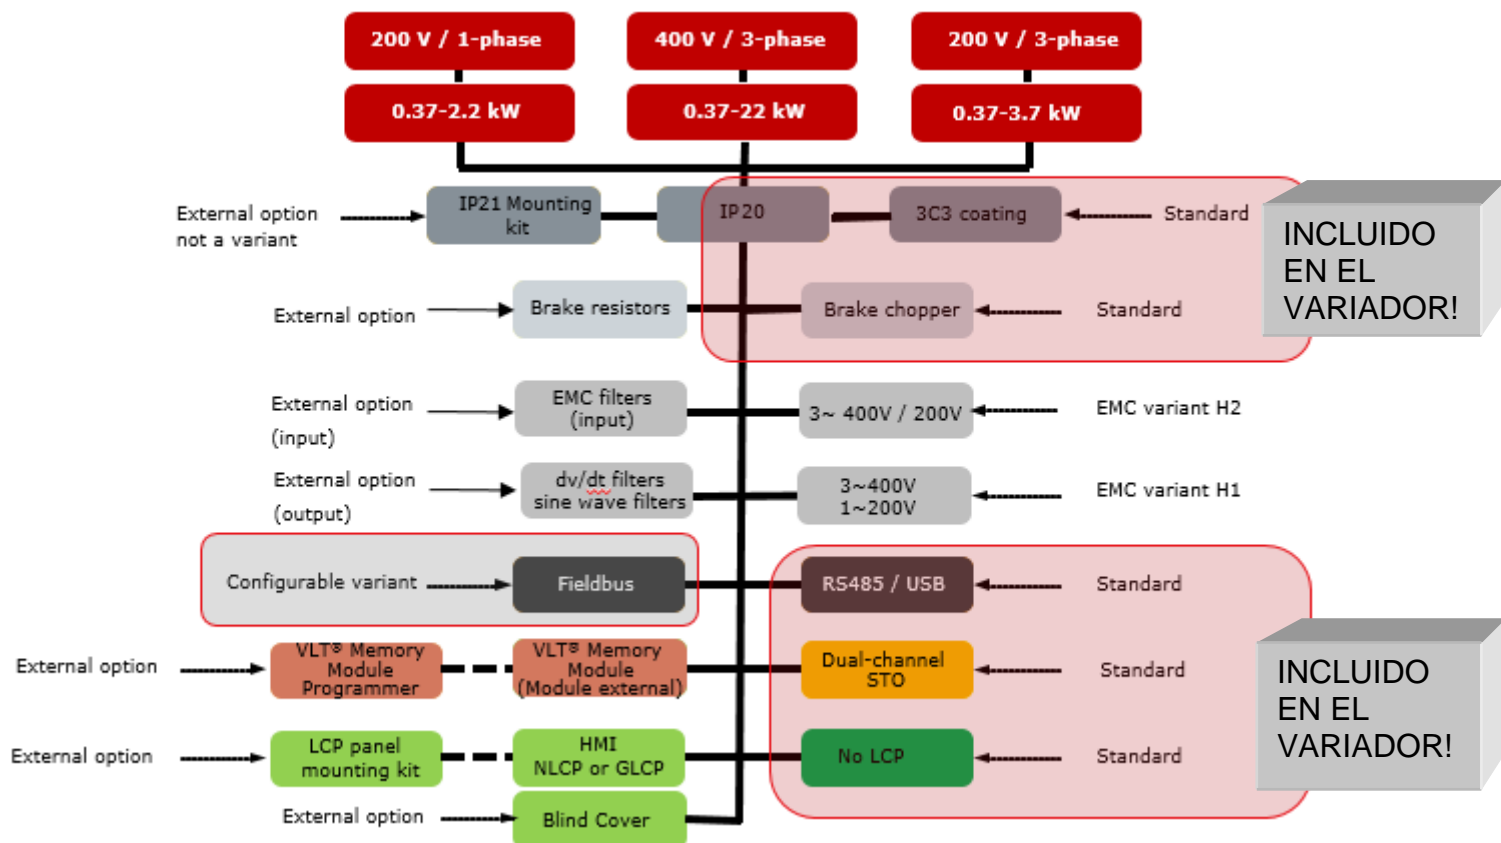 200 V / 1-phase
400 V / 3-phase
200 V / 3-phase
0.37-2.2 kW
0.37-22 kW
0.37-3.7 kW
External option
not a variant
IP21 Mounting
kit
IP20
3C3 coating
Standard
INCLUIDO
EN EL
VARIADOR!
External option
Brake resistors
Brake chopper
Standard
External option
(input)
EMC filters
(input)
3~ 400V / 200V
EMC variant H2
External option
(output)
dv/dt filters
sine wave filters
3~400V
1~200V
EMC variant H1
Configurable variant
Fieldbus
RS485 / USB
Standard
External option
VLT® Memory
Module
Programmer
VLT® Memory
Module
(Module external)
Dual-channel
STO
Standard
INCLUIDO
EN EL
VARIADOR!
External option
LCP panel
mounting kit
HMI
NLCP or GLCP
No LCP
Standard
External option
Blind Cover